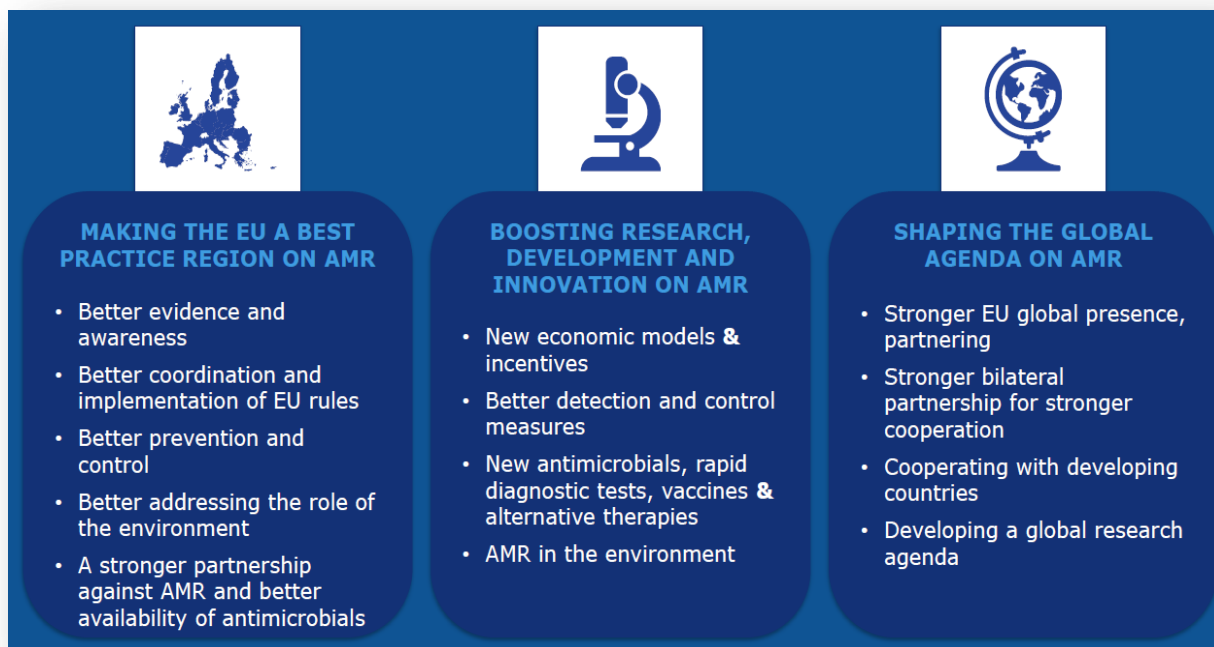 MAKING THE EU A BEST
PRACTICE REGION ON AMR
• Better evidence and
awareness
• Better coordination and
implementation of EU rules
• Better prevention and
control
• Better addressing the role of
the environment
• A stronger partnership
against AMR and better
availability of antimicrobials
BOOSTING RESEARCH,
DEVELOPMENT AND
INNOVATION ON AMR
• New economic models &
incentives
• Better detection and control
measures
• New antimicrobials, rapid
diagnostic tests, vaccines &
alternative therapies
• AMR in the environment
SHAPING THE GLOBAL
AGENDA ON AMR
• Stronger EU global presence,
partnering
• Stronger bilateral
partnership for stronger
cooperation
• Cooperating with developing
countries
• Developing a global research
agenda